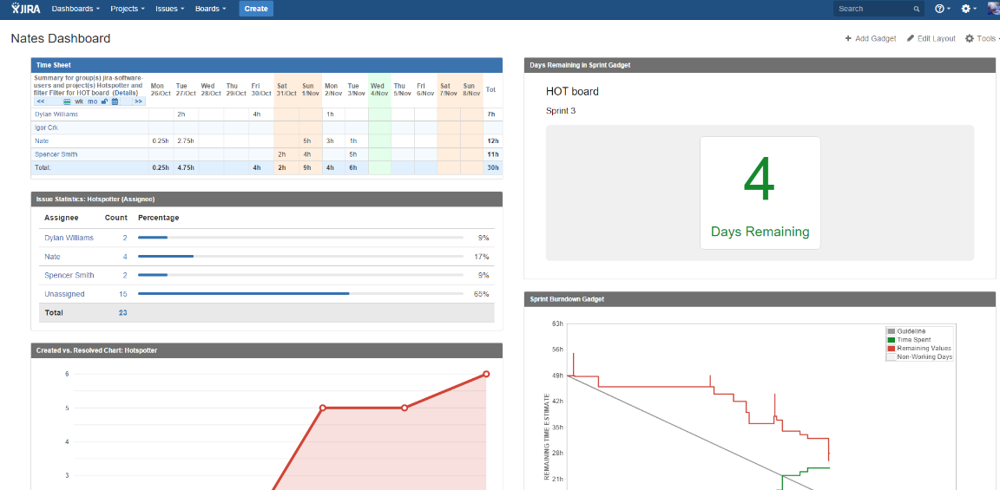 JIRA Dashboards Projects Issues Boards Create Search
Nates Dashboard
Add Gadget Edit Layout Tools
Time Sheet
Summary for group(s) jira-software-
users and project(s) Hotspotter and
filter Filter for HOT board (Details)
<< wk mo >>
Mon 26/Oct Tue 27/Oct Wed 28/Oct Thu 29/Oct Fri 30/Oct Sat 31/Oct Sun 1/Nov Mon 2/Nov Tue 3/Nov Wed 4/Nov Thu 5/Nov Fri 6/Nov Sat 7/Nov Sun 8/Nov Tot
Dylan Williams 2h 4h 1h 7h
Igor Crk
Nate 0.25h 2.75h 5h 3h 1h 12h
Spencer Smith 2h 4h 5h 11h
Total: 0.25h 4.75h 4h 2h 9h 4h 6h 30h
Issue Statistics: Hotspotter (Assignee)
Assignee Count Percentage
Dylan Williams 2 9%
Nate 4 17%
Spencer Smith 2 9%
Unassigned 15 65%
Total 23
Created vs. Resolved Chart: Hotspotter
6
5
4
3
Days Remaining in Sprint Gadget
HOT board
Sprint 3
4
Days Remaining
Sprint Burndown Gadget
63h
56h
49h
42h
35h
28h
21h
REMAINING TIME ESTIMATE
Guideline
Time Spent
Remaining Values
Non-Working Days